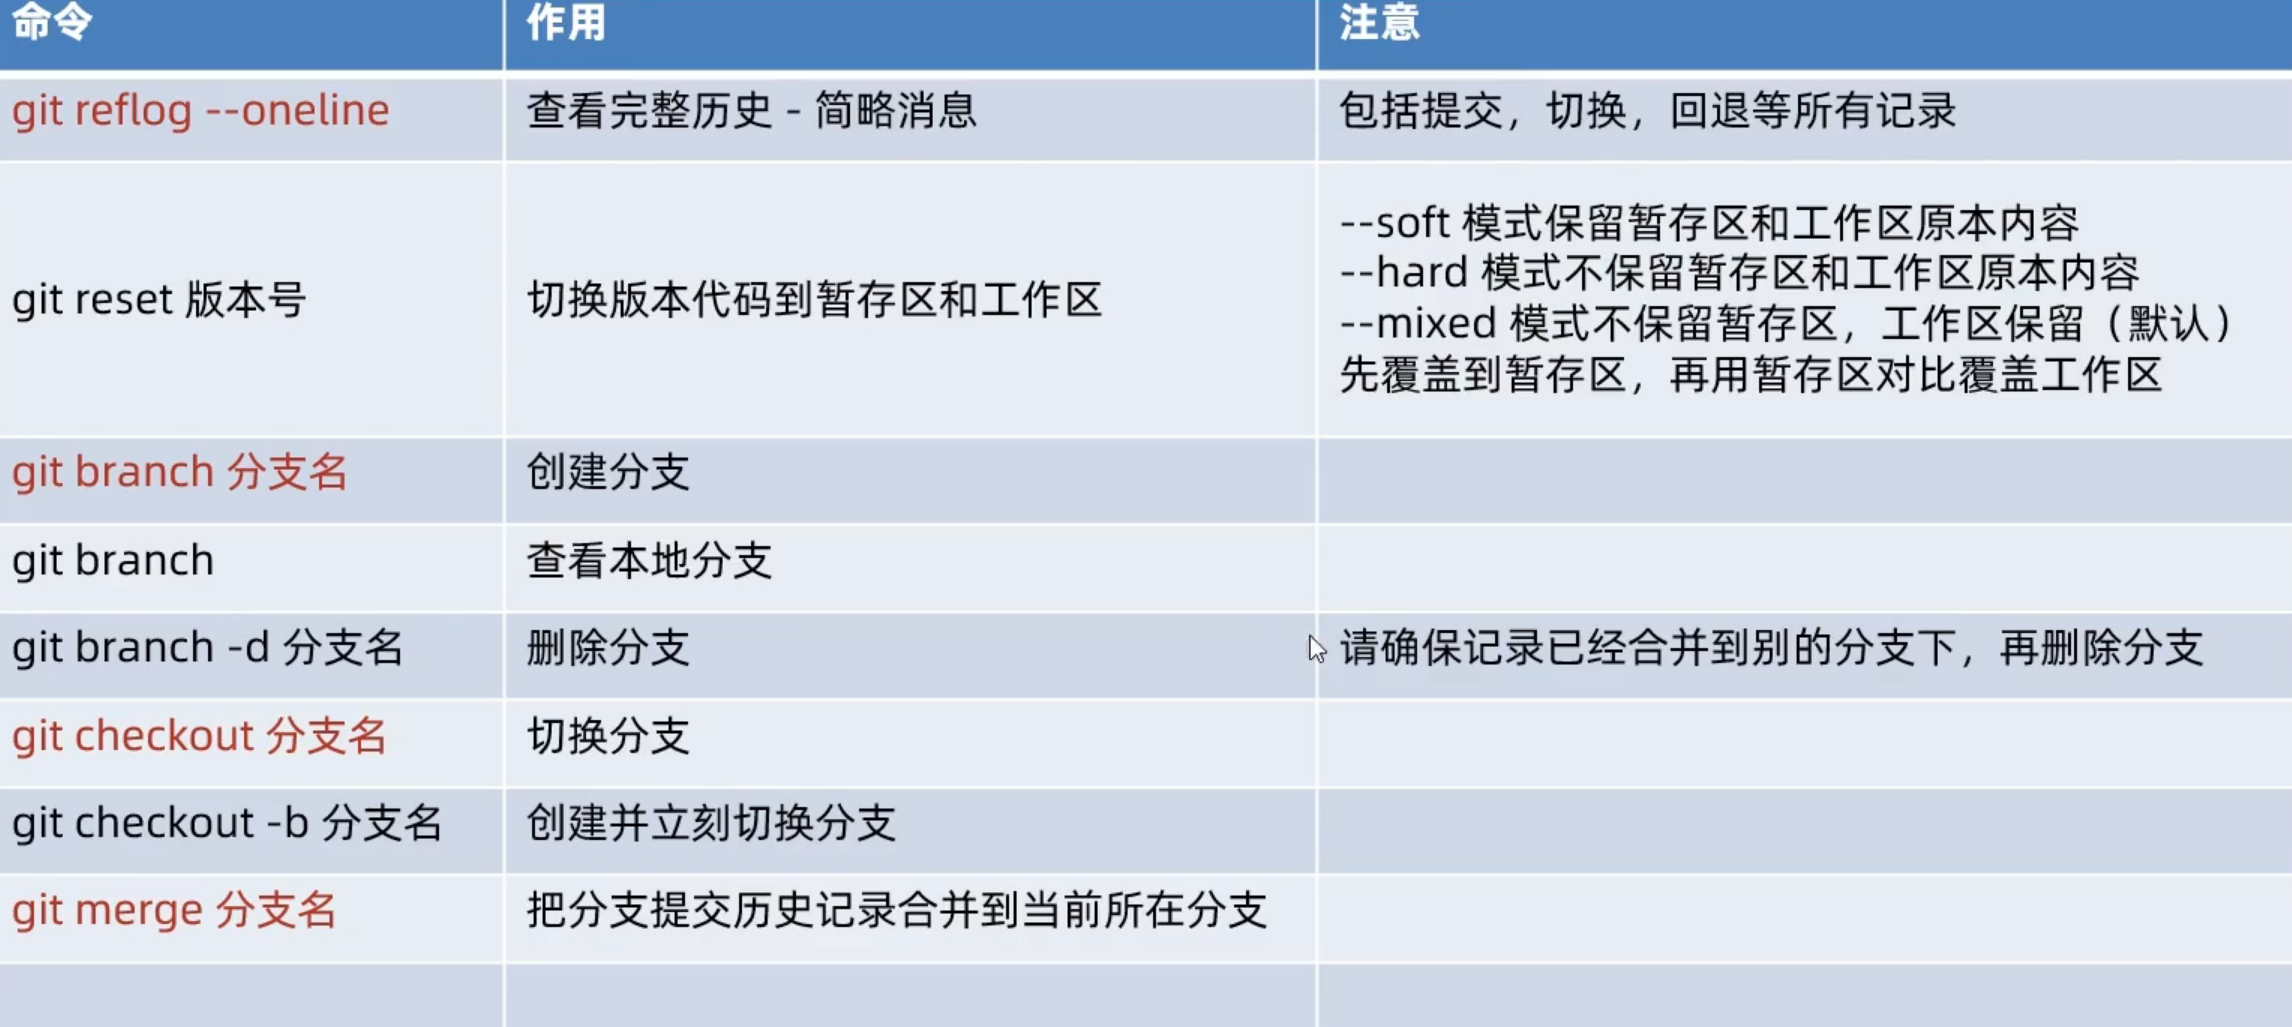 命令 作用 注意
git reflog --oneline 查看完整历史 - 简略消息 包括提交，切换，回退等所有记录
git reset 版本号 切换版本代码到暂存区和工作区
--soft 模式保留暂存区和工作区原本内容
--hard 模式不保留暂存区和工作区原本内容
--mixed 模式不保留暂存区，工作区保留（默认）
先覆盖到暂存区，再用暂存区对比覆盖工作区
git branch 分支名 创建分支
git branch 查看本地分支
git branch -d 分支名 删除分支 请确保记录已经合并到别的分支下，再删除分支
git checkout 分支名 切换分支
git checkout -b 分支名 创建并立刻切换分支
git merge 分支名 把分支提交历史记录合并到当前所在分支